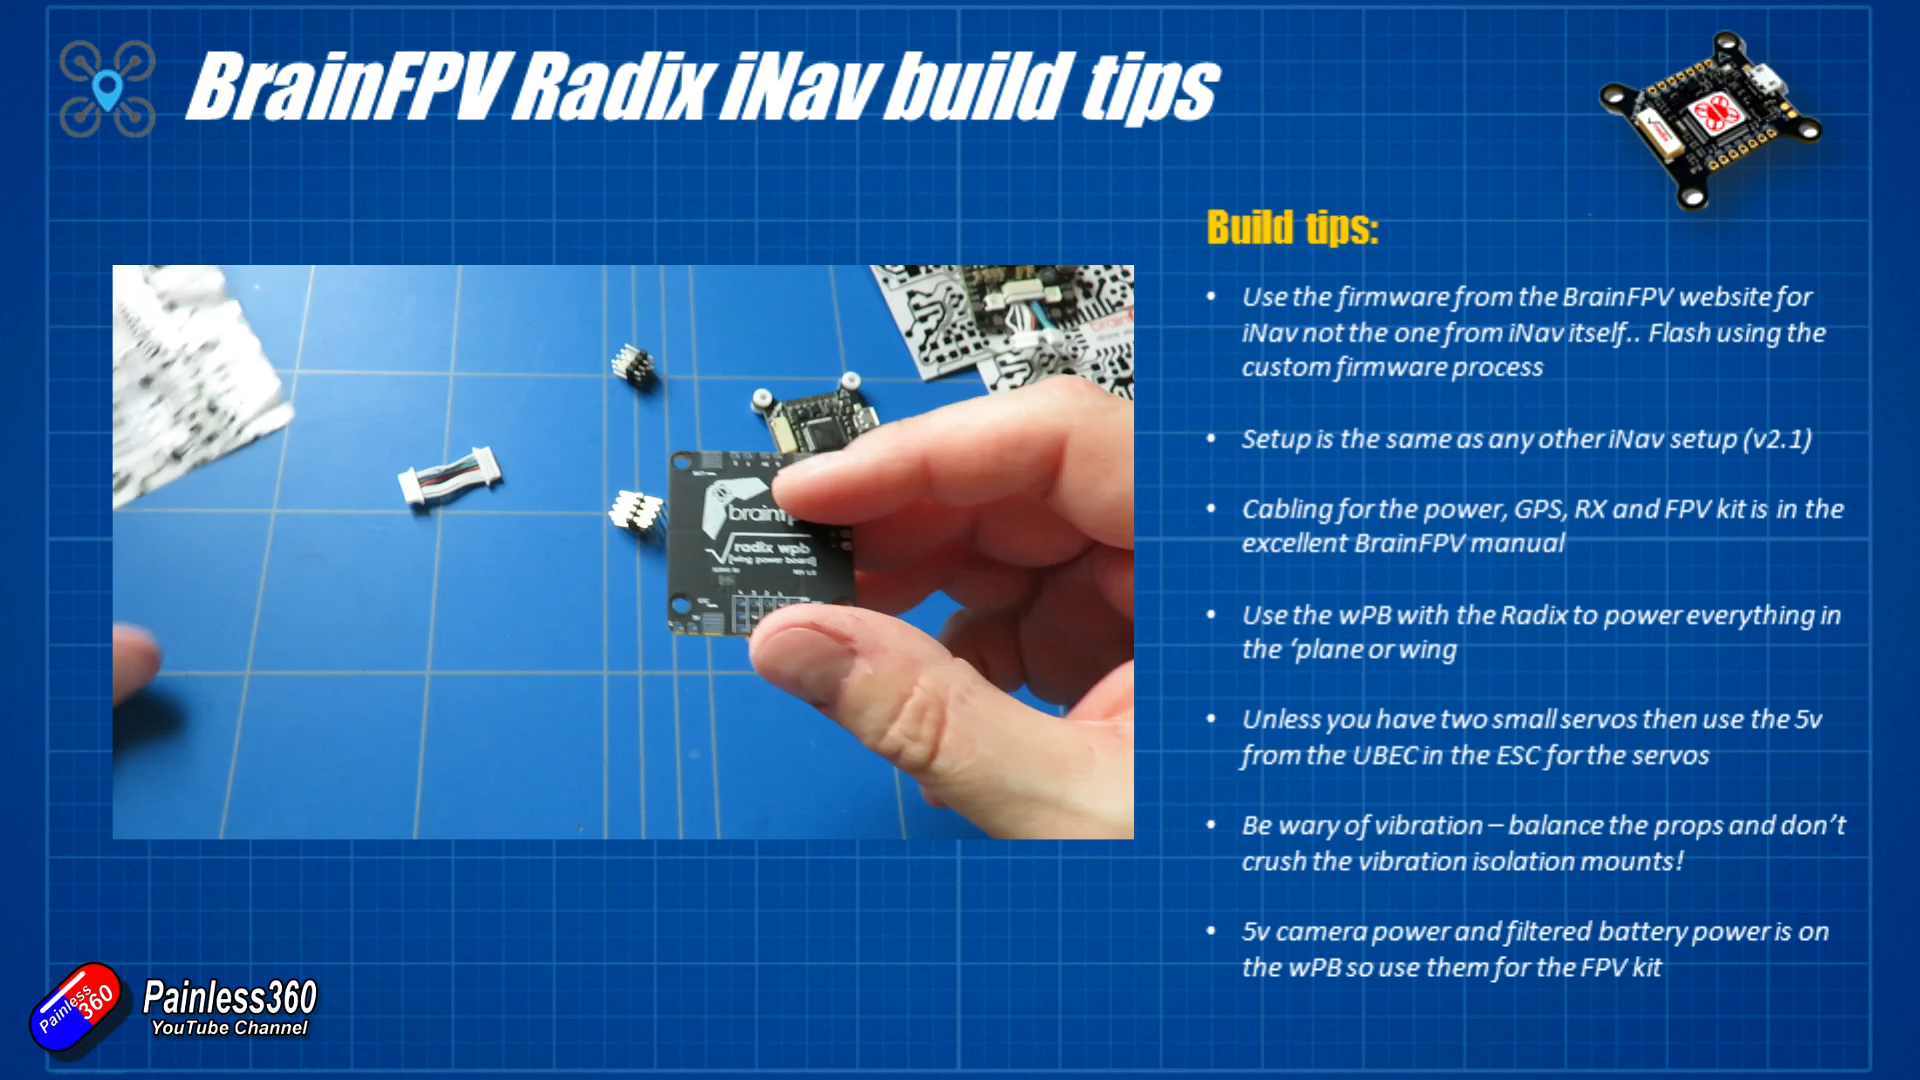 BrainFPV Radix iNav build tips
Build tips:
• Use the firmware from the BrainFPV website for
iNav not the one from iNav itself.. Flash using the
custom firmware process
• Setup is the same as any other iNav setup (v2.1)
• Cabling for the power, GPS, RX and FPV kit is in the
excellent BrainFPV manual
• Use the wPB with the Radix to power everything in
the ‘plane or wing
• Unless you have two small servos then use the 5v
from the UBEC in the ESC for the servos
• Be wary of vibration – balance the props and don’t
crush the vibration isolation mounts!
• 5v camera power and filtered battery power is on
the wPB so use them for the FPV kit
brainfp
radix wpb
[wing power board]
Painless
360
Painless360
YouTube Channel